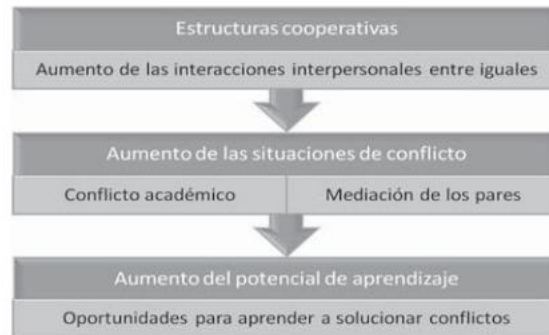 Estructuras cooperativas
Aumento de las interacciones interpersonales entre iguales
Aumento de las situaciones de conflicto
Conflicto académico
Mediación de los pares
Aumento del potencial de aprendizaje
Oportunidades para aprender a solucionar conflictos